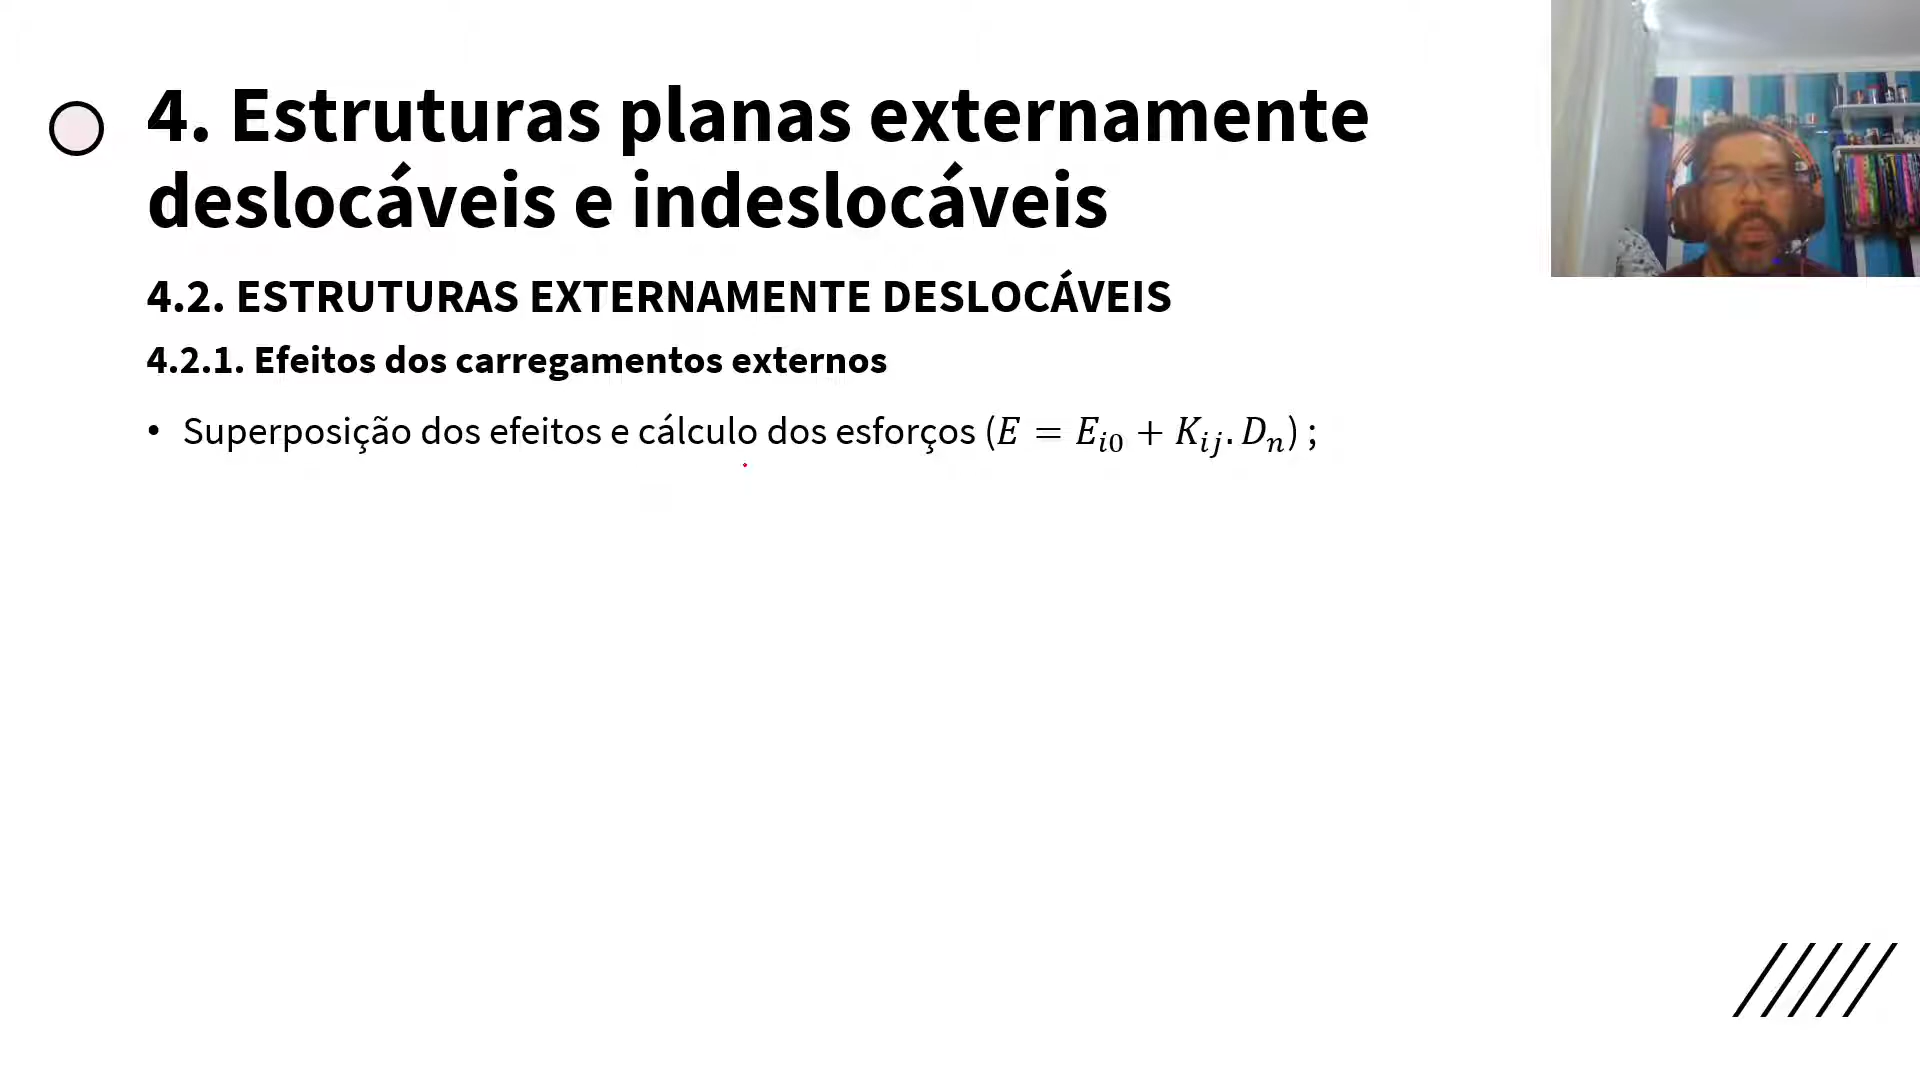 4. Estruturas planas externamente
deslocáveis e indeslocáveis
4.2. ESTRUTURAS EXTERNAMENTE DESLOCÁVEIS
4.2.1. Efeitos dos carregamentos externos
• Superposição dos efeitos e cálculo dos esforços (E = E_{i0} + K_{ij}. D_n) ;